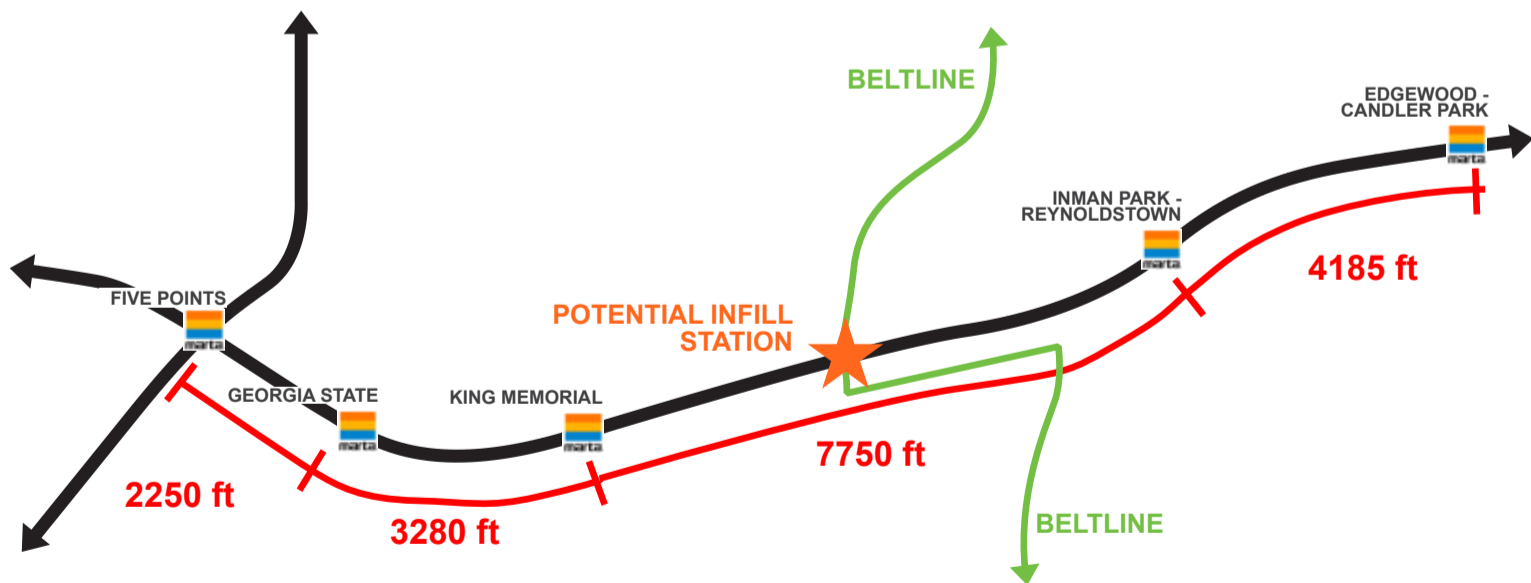 BELTLINE
EDGEWOOD -
CANDLER PARK
marta
INMAN PARK -
REYNOLDSTOWN
marta
4185 ft
FIVE POINTS
marta
POTENTIAL INFILL
STATION
GEORGIA STATE
marta
KING MEMORIAL
marta
7750 ft
2250 ft
3280 ft
BELTLINE